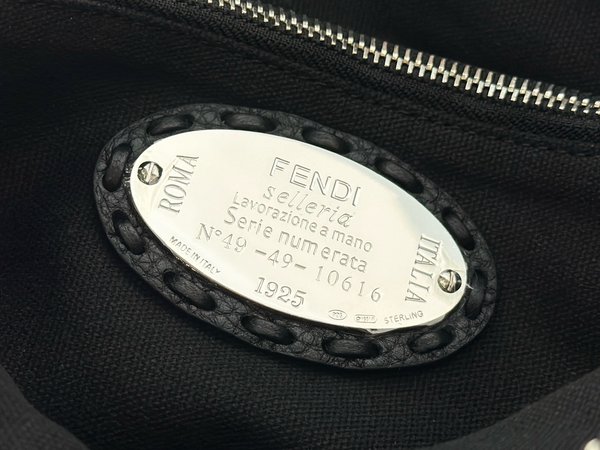 FENDI
selleria
Lavorazione a mano
Serie numerata
N° 49 - 49 - 10616
1925
ROMA
ITALIA
MADE IN ITALY
STERLING